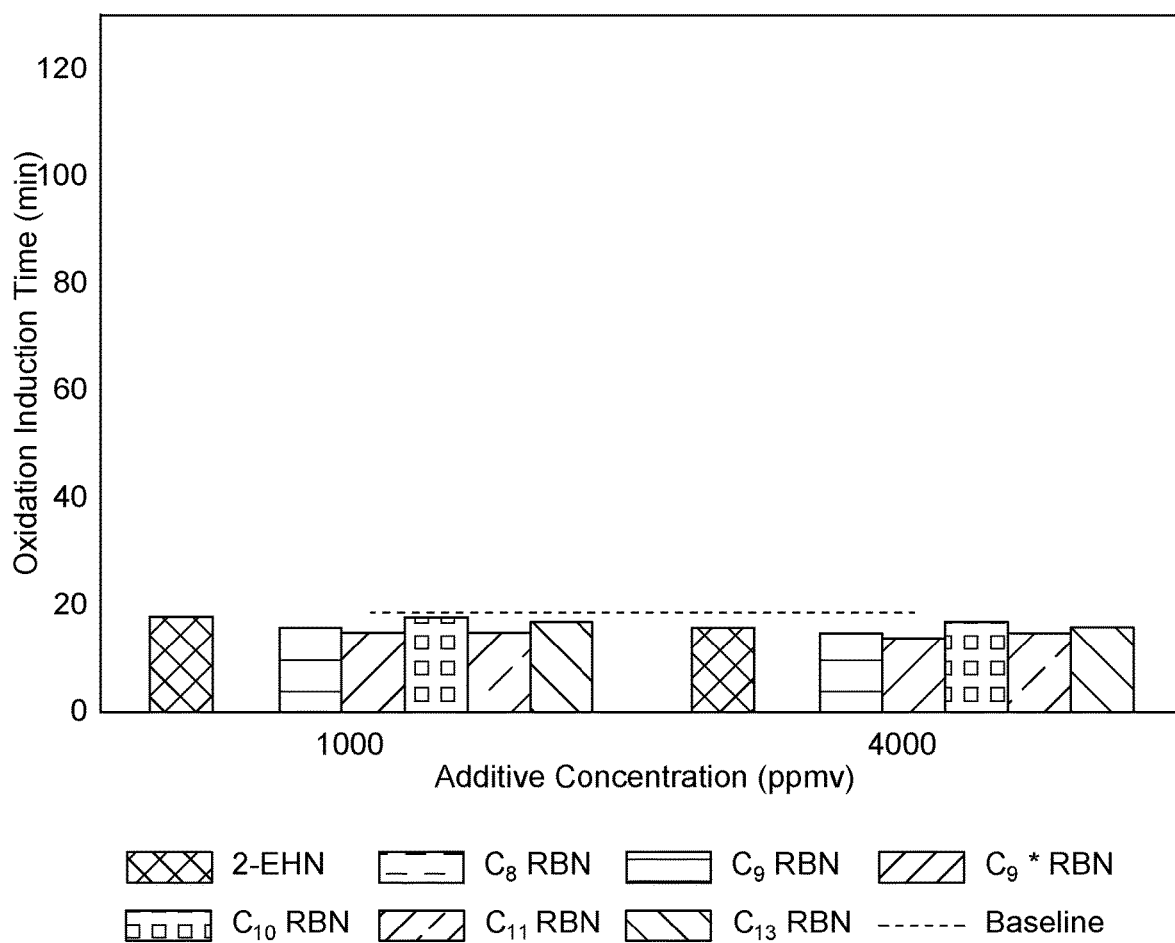 120
100
80
60
40
20
0
Oxidation Induction Time (min)
1000 4000
Additive Concentration (ppmv)
2-EHN C₈ RBN C₉ RBN C₉ * RBN
C₁₀ RBN C₁₁ RBN C₁₃ RBN Baseline